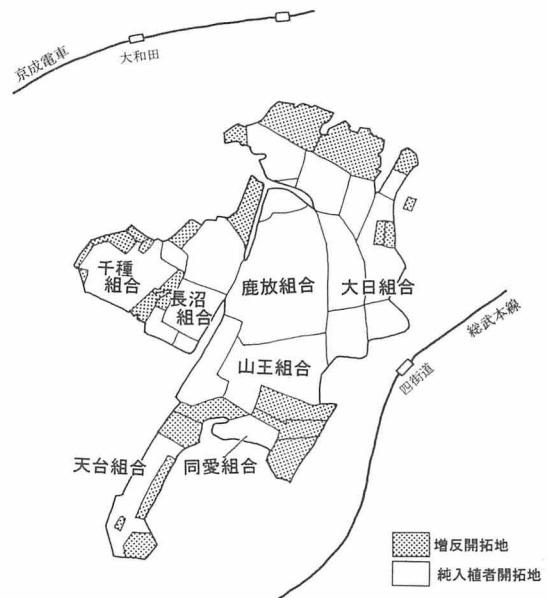 京成電車
大和田
千種
組合
長沼
組合
鹿放組合
大日組合
総武本線
四街道
山王組合
天台組合
同愛組合
増反開拓地
純入植者開拓地